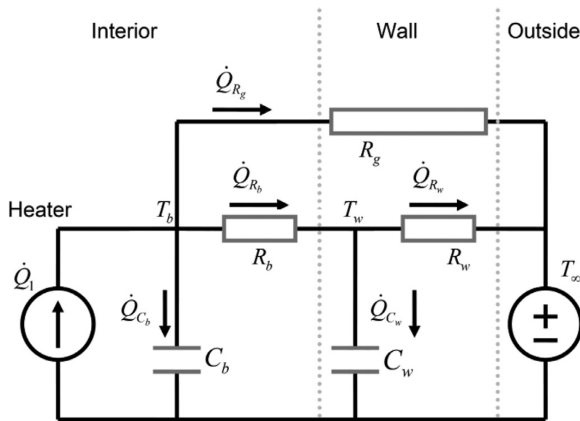 Interior Wall Outside
Q̇_{R_g}
R_g
Q̇_{R_b} Q̇_{R_w}
Heater T_b T_w
R_b R_w T_∞
Q̇_1 Q̇_{C_b} Q̇_{C_w}
C_b C_w